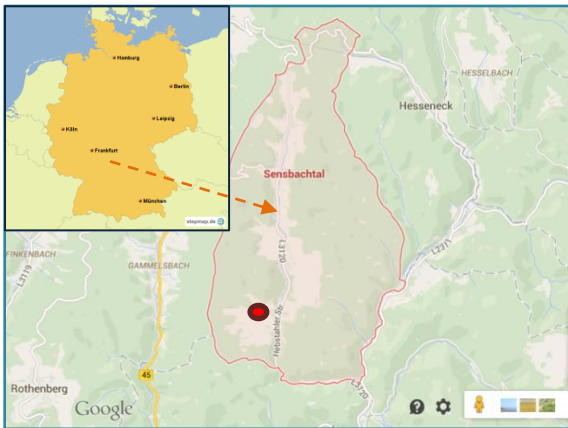 Hamburg
Berlin
Leipzig
Köln
Frankfurt
München
stepmap.de
HESSELBACH
Hesseneck
Sensbachtal
L3120
L2311
FINKENBACH
L3119
GAMMELSBACH
Hebstahler Str.
45
L3120
Rothenberg
Google